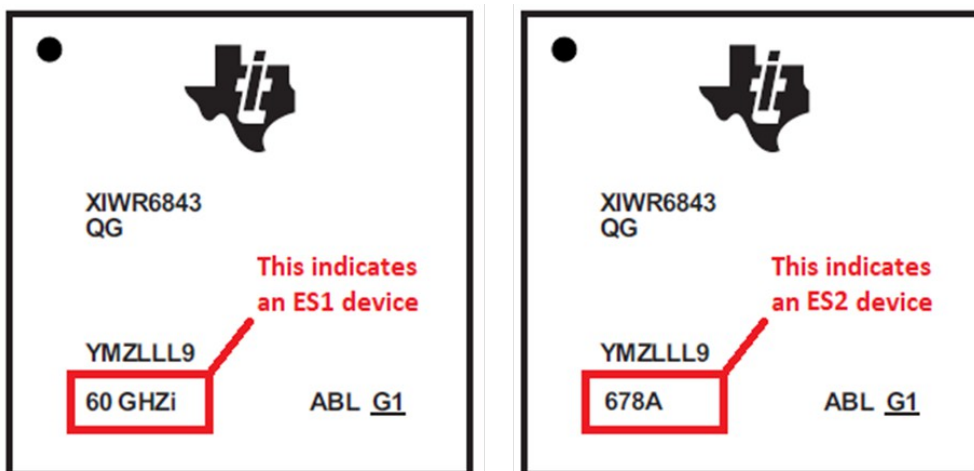 XIWR6843
QG
This indicates
an ES1 device
YMZLLL9
60 GHZi
ABL G1
XIWR6843
QG
This indicates
an ES2 device
YMZLLL9
678A
ABL G1